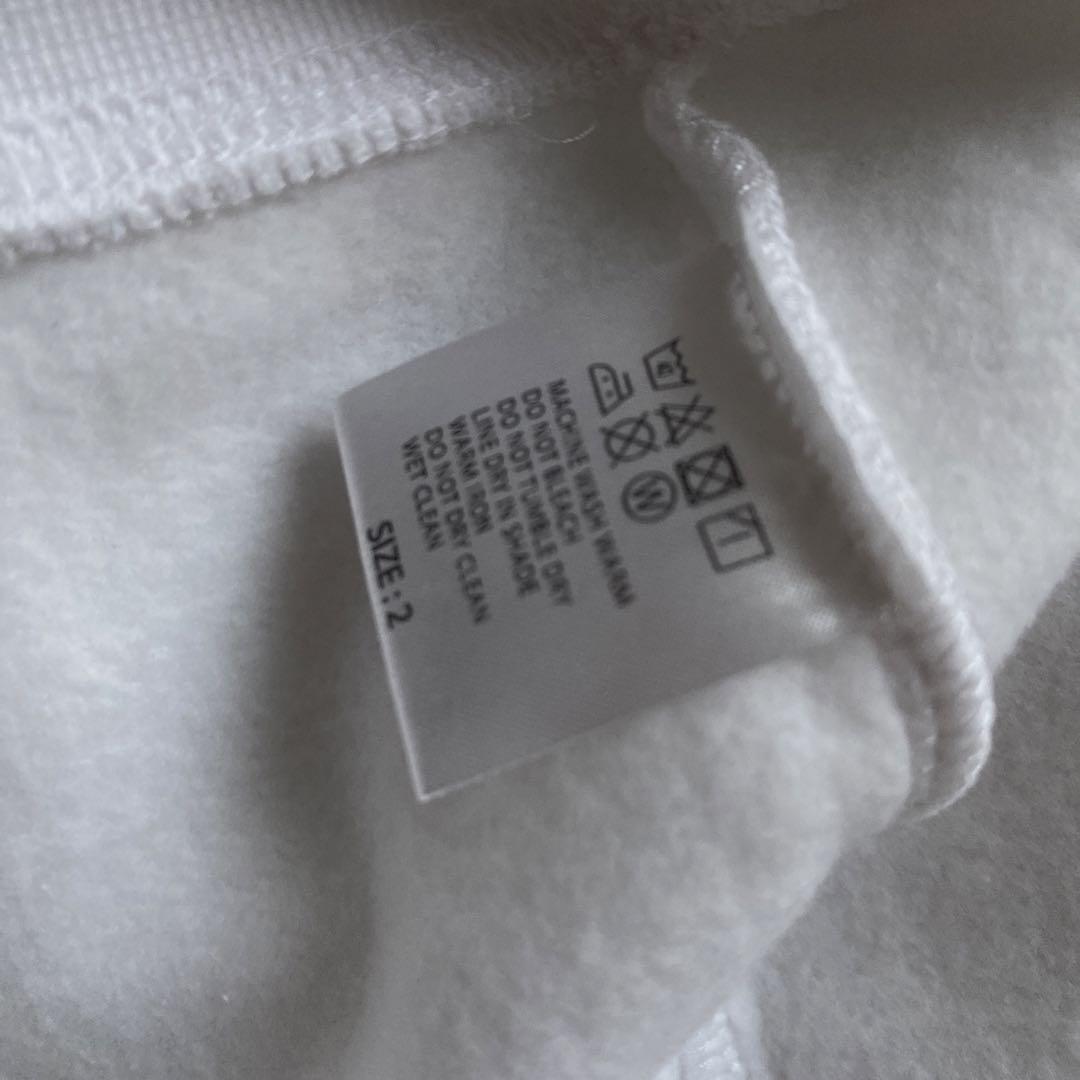 MACHINE WASH WARM
DO NOT BLEACH
DO NOT TUMBLE DRY
LINE DRY IN SHADE
WARM IRON
DO NOT DRY CLEAN
WET CLEAN
SIZE : 2